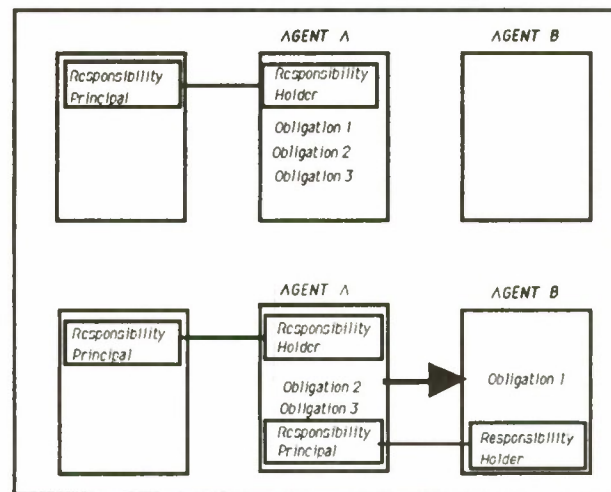 AGENT A
AGENT B
Responsibility
Principal
Responsibility
Holder
Obligation 1
Obligation 2
Obligation 3
AGENT A
AGENT B
Responsibility
Principal
Responsibility
Holder
Obligation 2
Obligation 3
Responsibility
Principal
Obligation 1
Responsibility
Holder